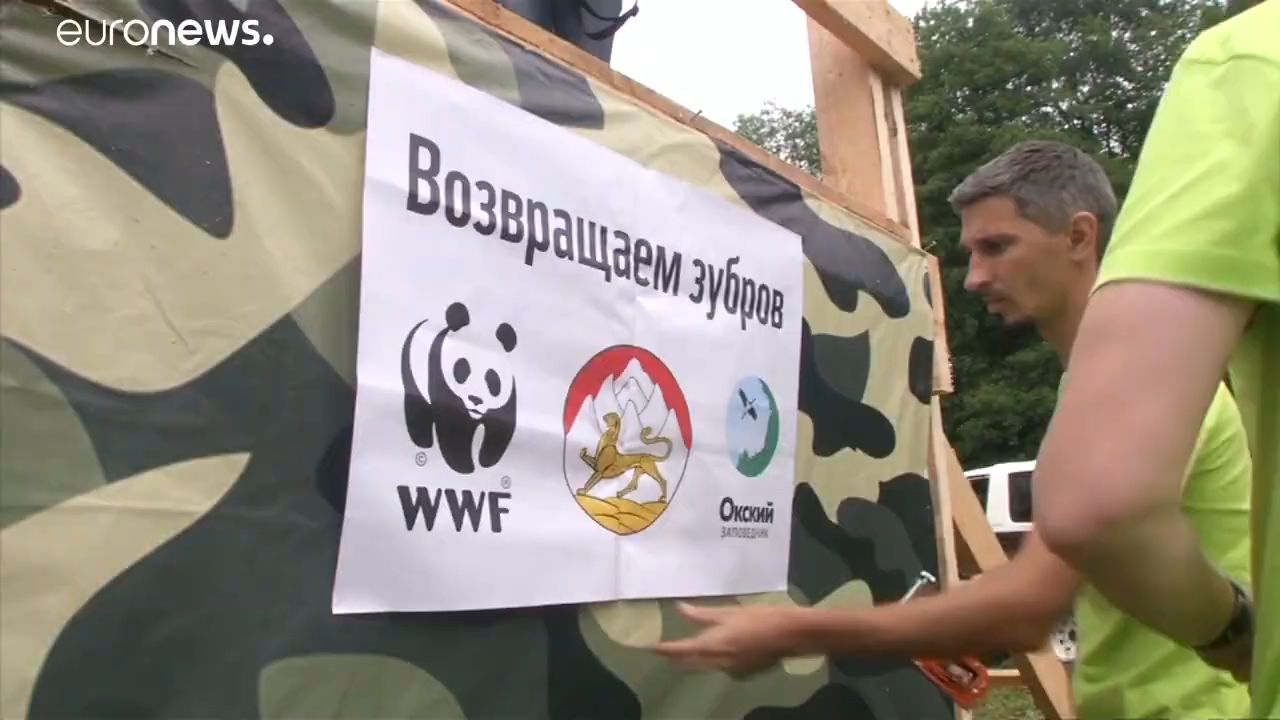 euronews.
Возвращаем зубров
©
®
WWF
Окский
ЗАПОВЕДНИК